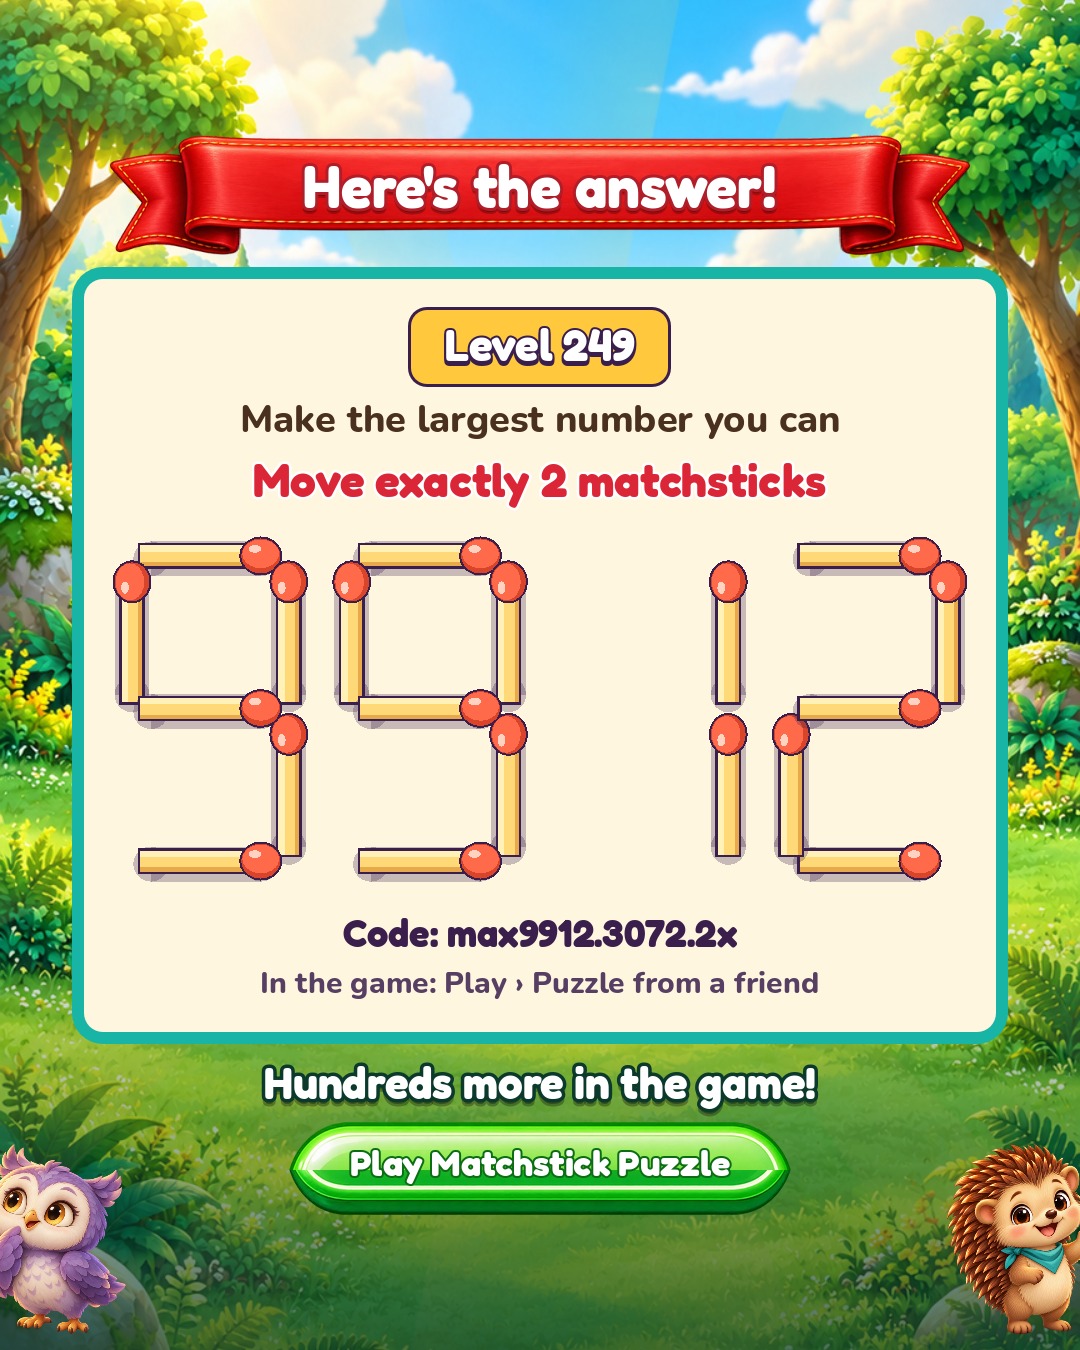 Here's the answer!
Level 249
Make the largest number you can
Move exactly 2 matchsticks
9912
Code: max9912.3072.2x
In the game: Play › Puzzle from a friend
Hundreds more in the game!
Play Matchstick Puzzle